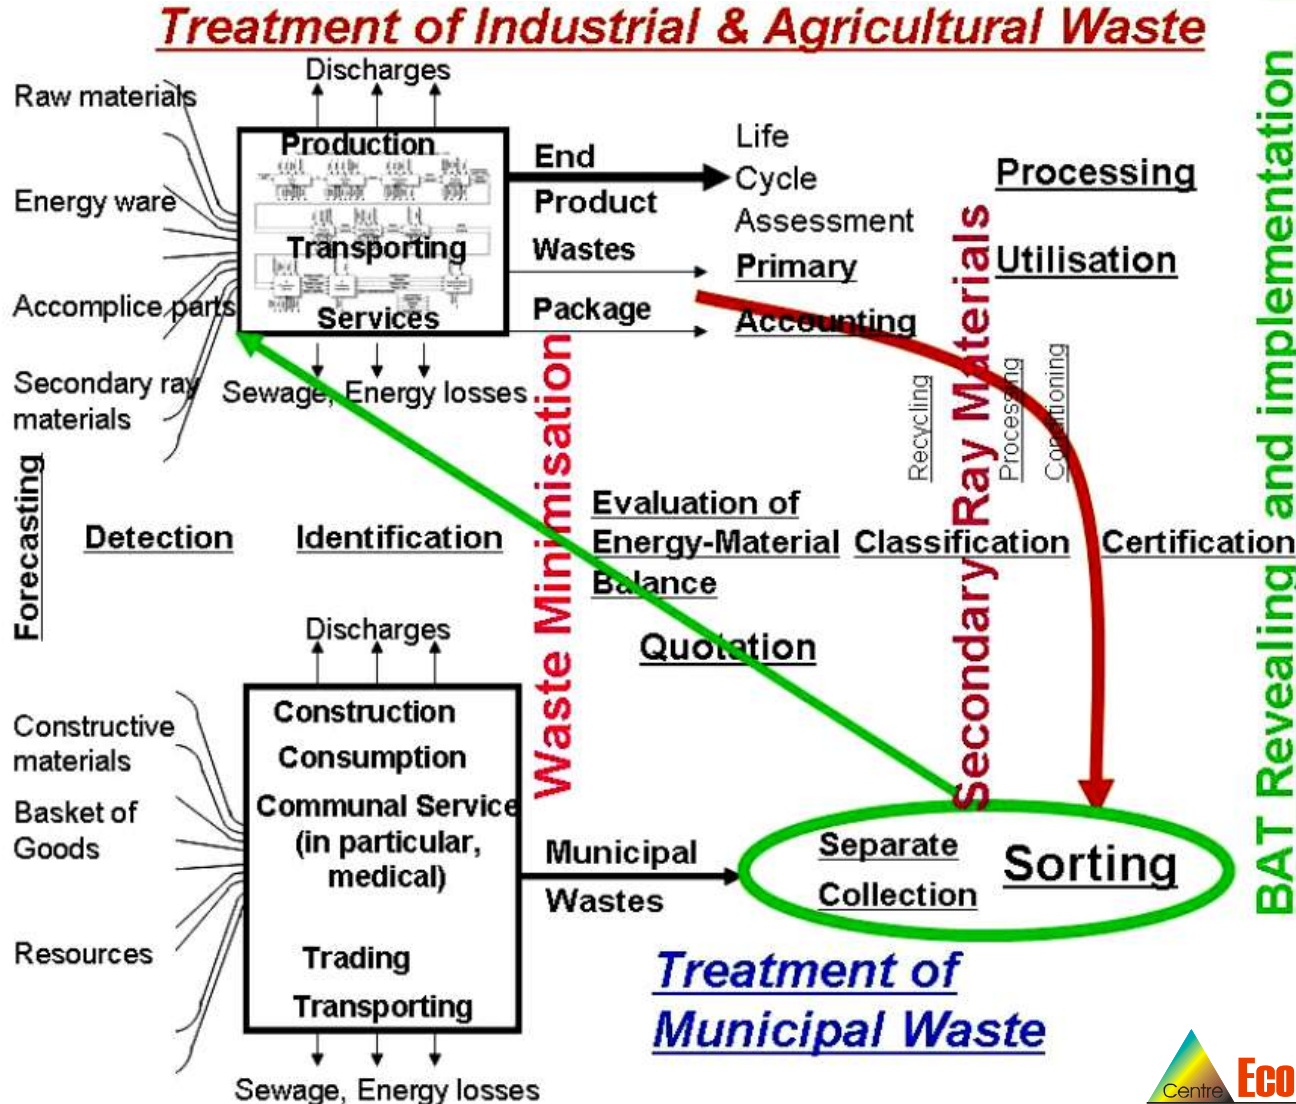 Treatment of Industrial & Agricultural Waste
Discharges
Raw materials
Energy ware
Accomplice parts
Secondary ray
materials
Production
Transporting
Services
Sewage, Energy losses
End
Product
Wastes
Package
Life
Cycle
Assessment
Primary
Accounting
Processing
Utilisation
Recycling
Processing
Conditioning
Secondary Ray Materials
BAT Revealing and implementation
Waste Minimisation
Forecasting
Detection
Identification
Evaluation of
Energy-Material
Balance
Classification
Certification
Quotation
Discharges
Constructive
materials
Basket of
Goods
Resources
Construction
Consumption
Communal Service
(in particular,
medical)
Trading
Transporting
Sewage, Energy losses
Municipal
Wastes
Separate
Collection
Sorting
Treatment of
Municipal Waste
Centre Eco